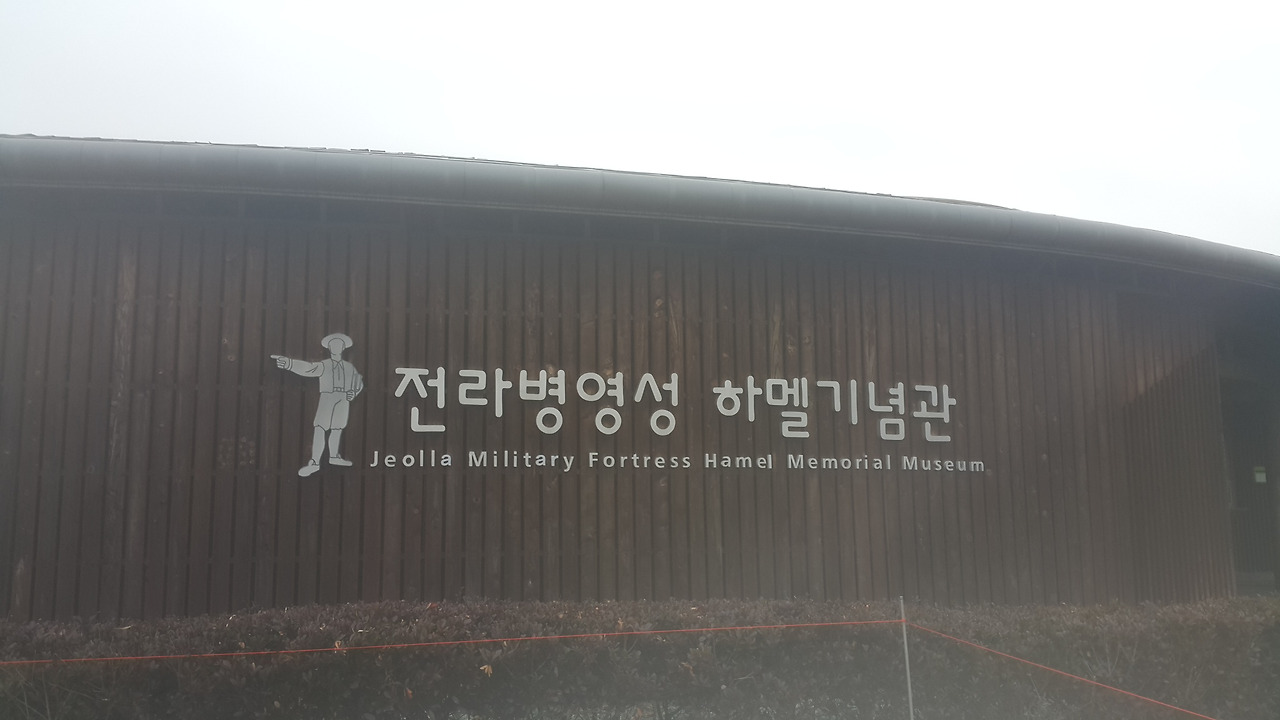 전라병영성 하멜기념관
Jeolla Military Fortress Hamel Memorial Museum